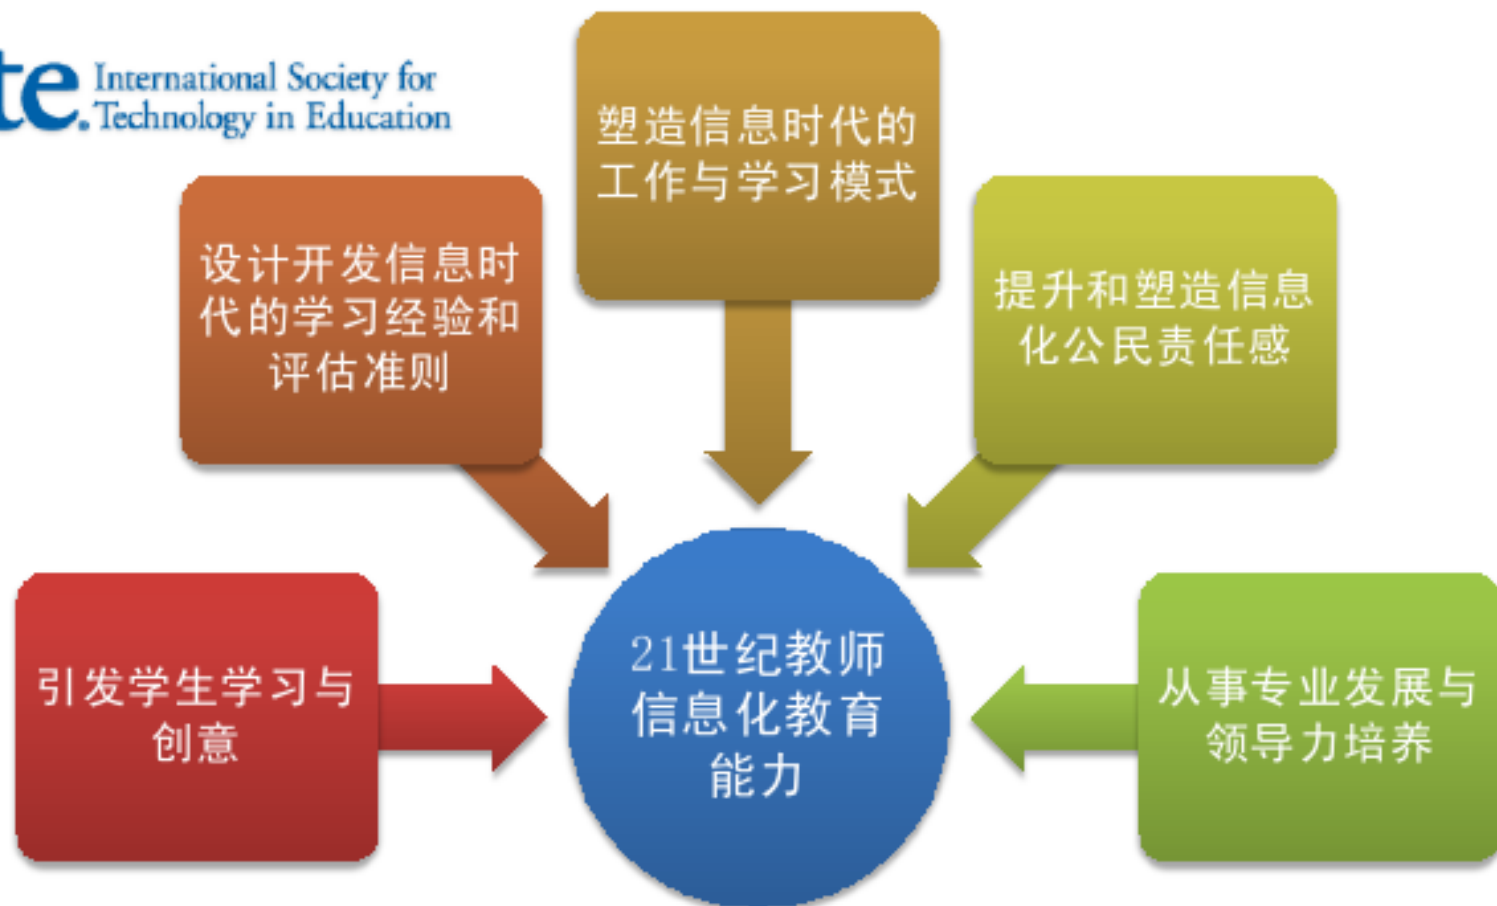 te. International Society for
Technology in Education
塑造信息时代的
工作与学习模式
设计开发信息时
代的学习经验和
评估准则
提升和塑造信息
化公民责任感
引发学生学习与
创意
21世纪教师
信息化教育
能力
从事专业发展与
领导力培养